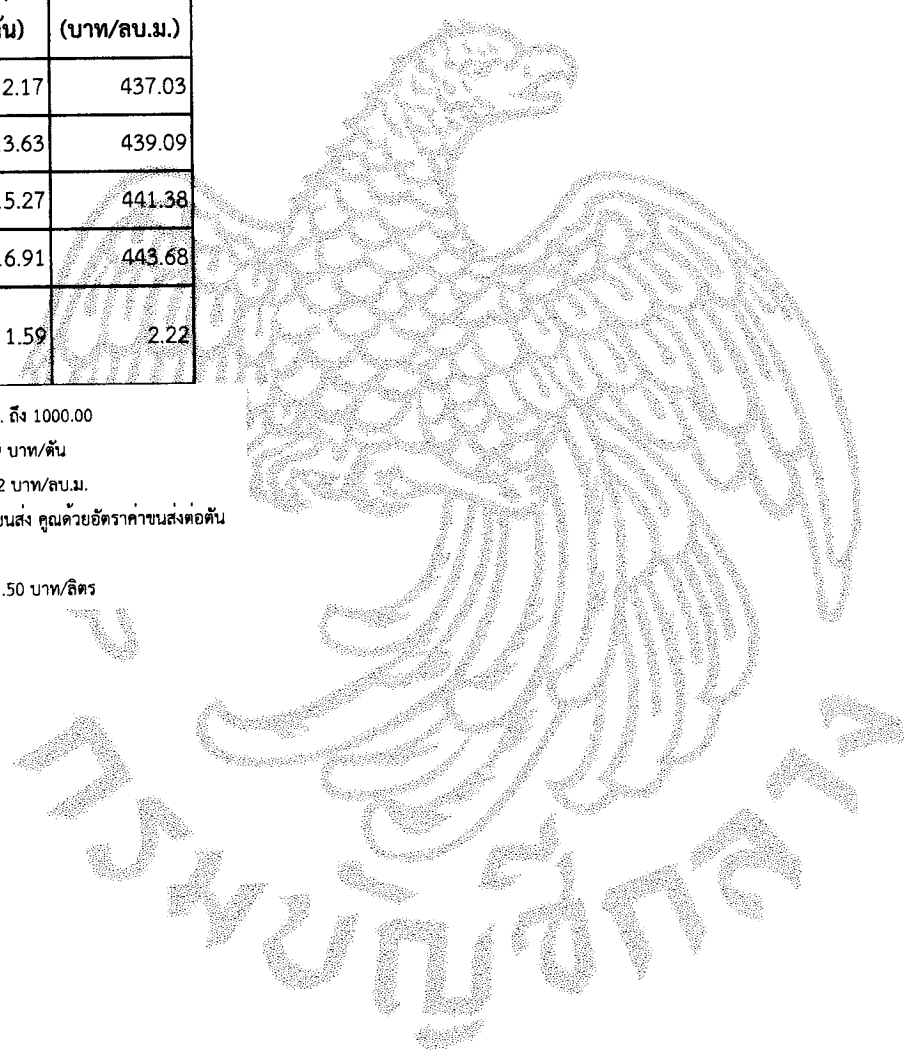 (บาท/ลบ.ม.)
2.17 437.03
3.63 439.09
5.27 441.38
6.91 443.68
1.59 2.22
ถึง 1000.00
บาท/ตัน
2 บาท/ลบ.ม.
ขนส่ง คูณด้วยอัตราค่าขนส่งต่อตัน
.50 บาท/ลิตร
กรมบัญชีกลาง